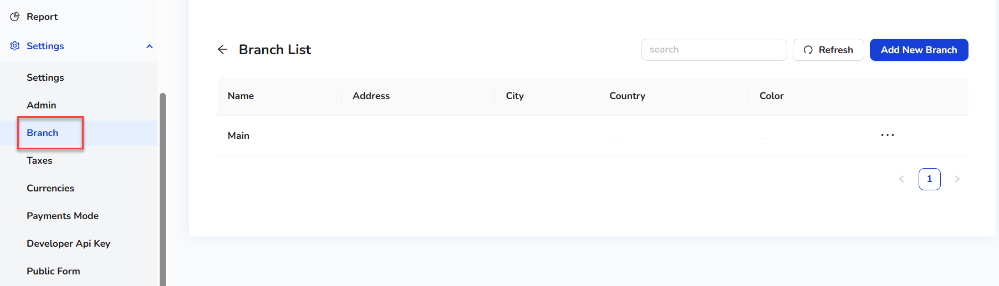 Report
Settings
Settings
Admin
Branch
Taxes
Currencies
Payments Mode
Developer Api Key
Public Form
Branch List
search
Refresh
Add New Branch
Name Address City Country Color
Main
1